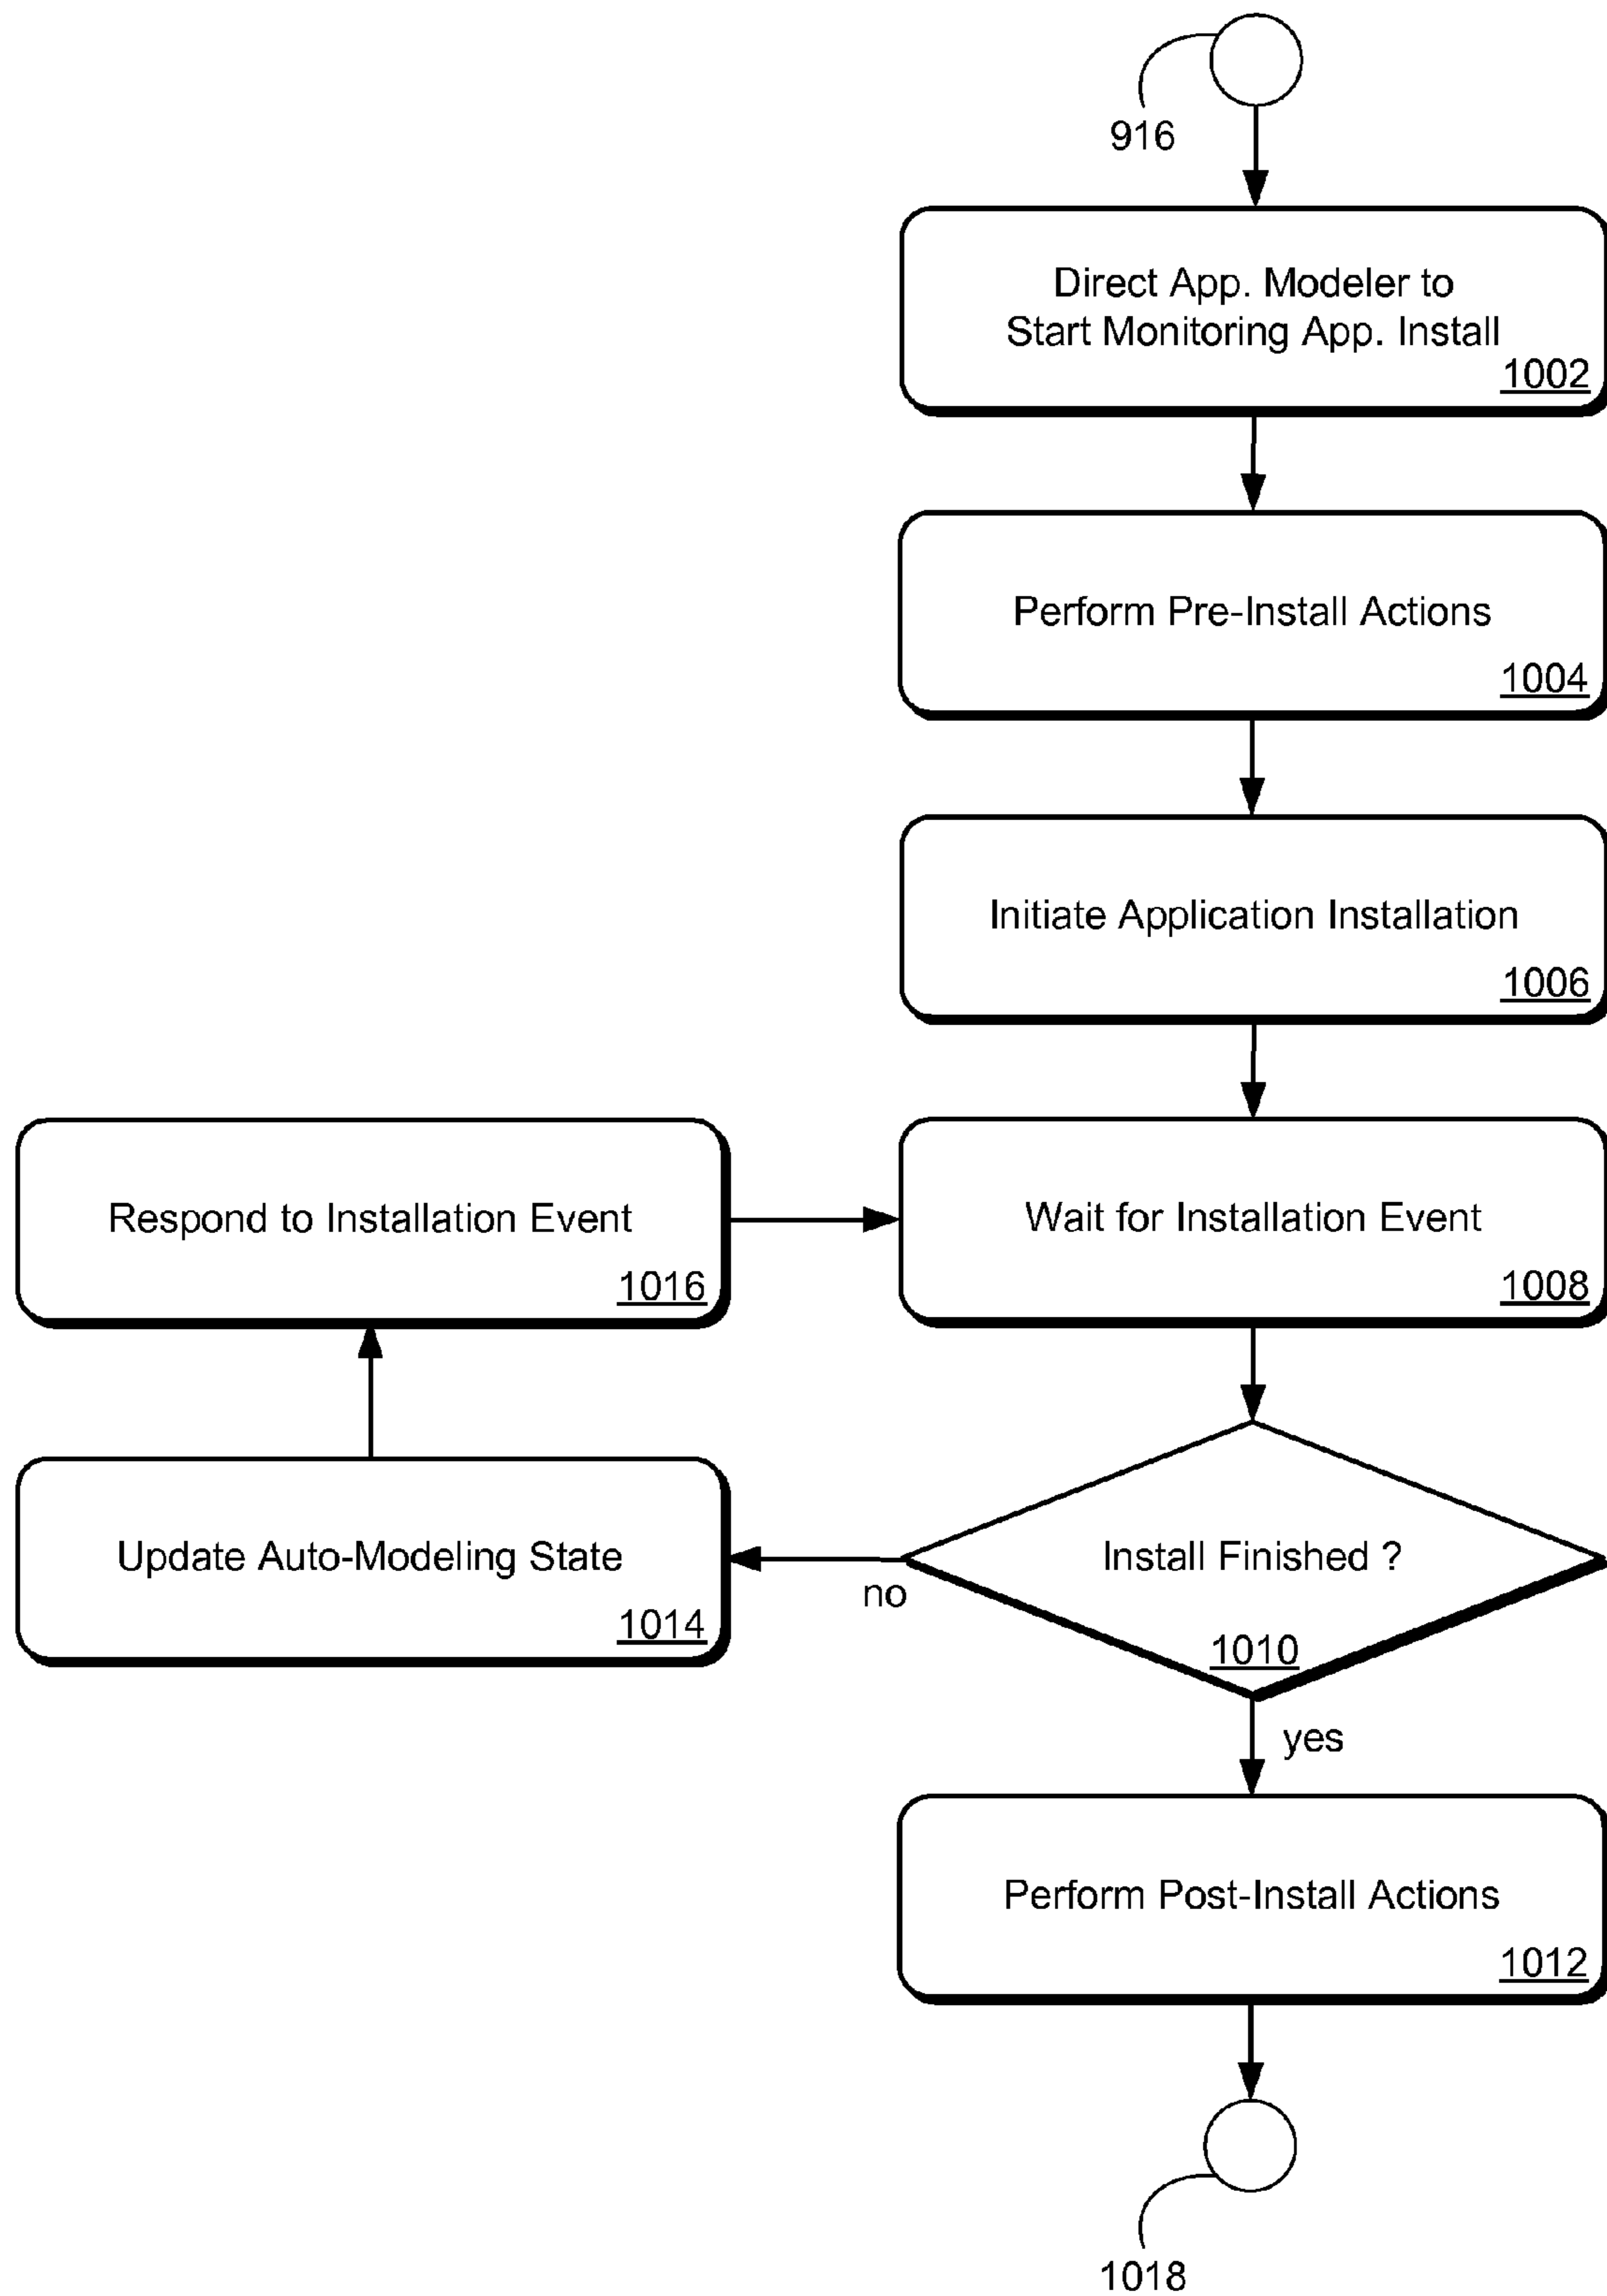 916
Direct App. Modeler to
Start Monitoring App. Install
1002
Perform Pre-Install Actions
1004
Initiate Application Installation
1006
Respond to Installation Event
1016
Wait for Installation Event
1008
Update Auto-Modeling State
1014
no
Install Finished ?
1010
yes
Perform Post-Install Actions
1012
1018